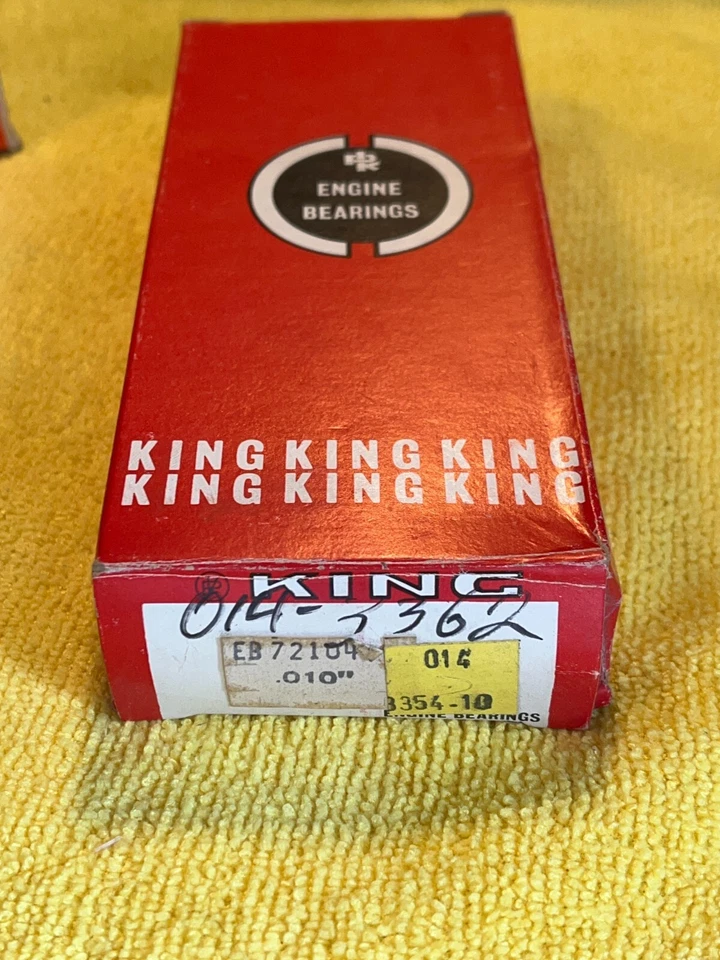 ENGINE
BEARINGS
KING KING KING
KING KING KING
KING
014-3362
EB 72104
.010"
014
3354-10
ENGINE BEARINGS